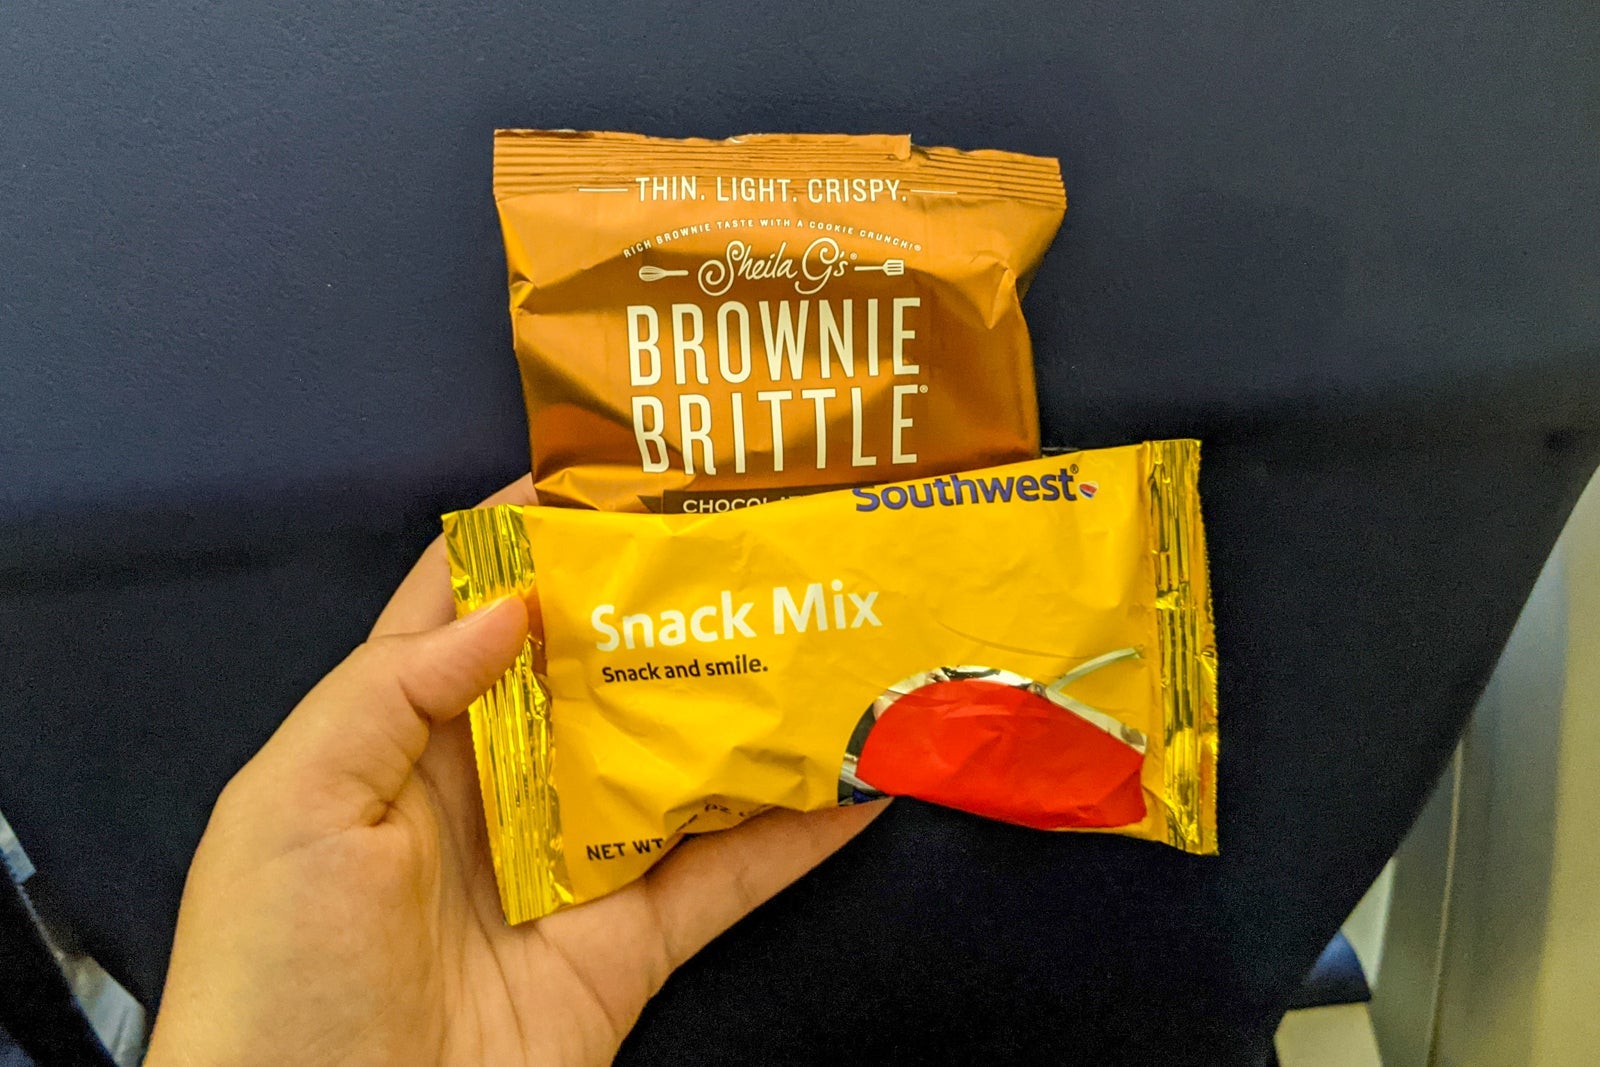 THIN. LIGHT. CRISPY.
RICH BROWNIE TASTE WITH A COOKIE CRUNCH!®
Sheila G's®
BROWNIE
BRITTLE®
Southwest®
Snack Mix
Snack and smile.
NET WT